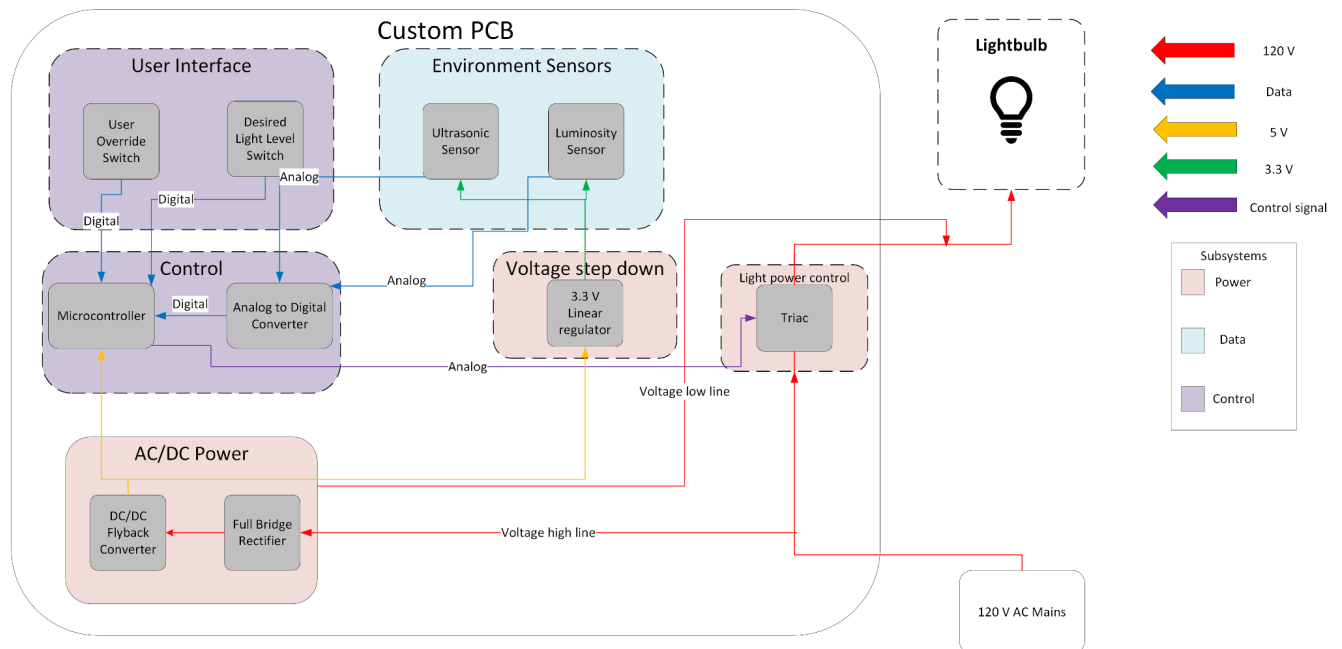 Custom PCB
User Interface
User
Override
Switch
Desired
Light Level
Switch
Environment Sensors
Ultrasonic
Sensor
Luminosity
Sensor
Analog
Digital
Digital
Control
Microcontroller
Digital
Analog to Digital
Converter
Analog
Analog
Voltage step down
3.3 V
Linear
regulator
Light power control
Triac
Voltage low line
AC/DC Power
DC/DC
Flyback
Converter
Full Bridge
Rectifier
Voltage high line
120 V AC Mains
Lightbulb
120 V
Data
5 V
3.3 V
Control signal
Subsystems
Power
Data
Control